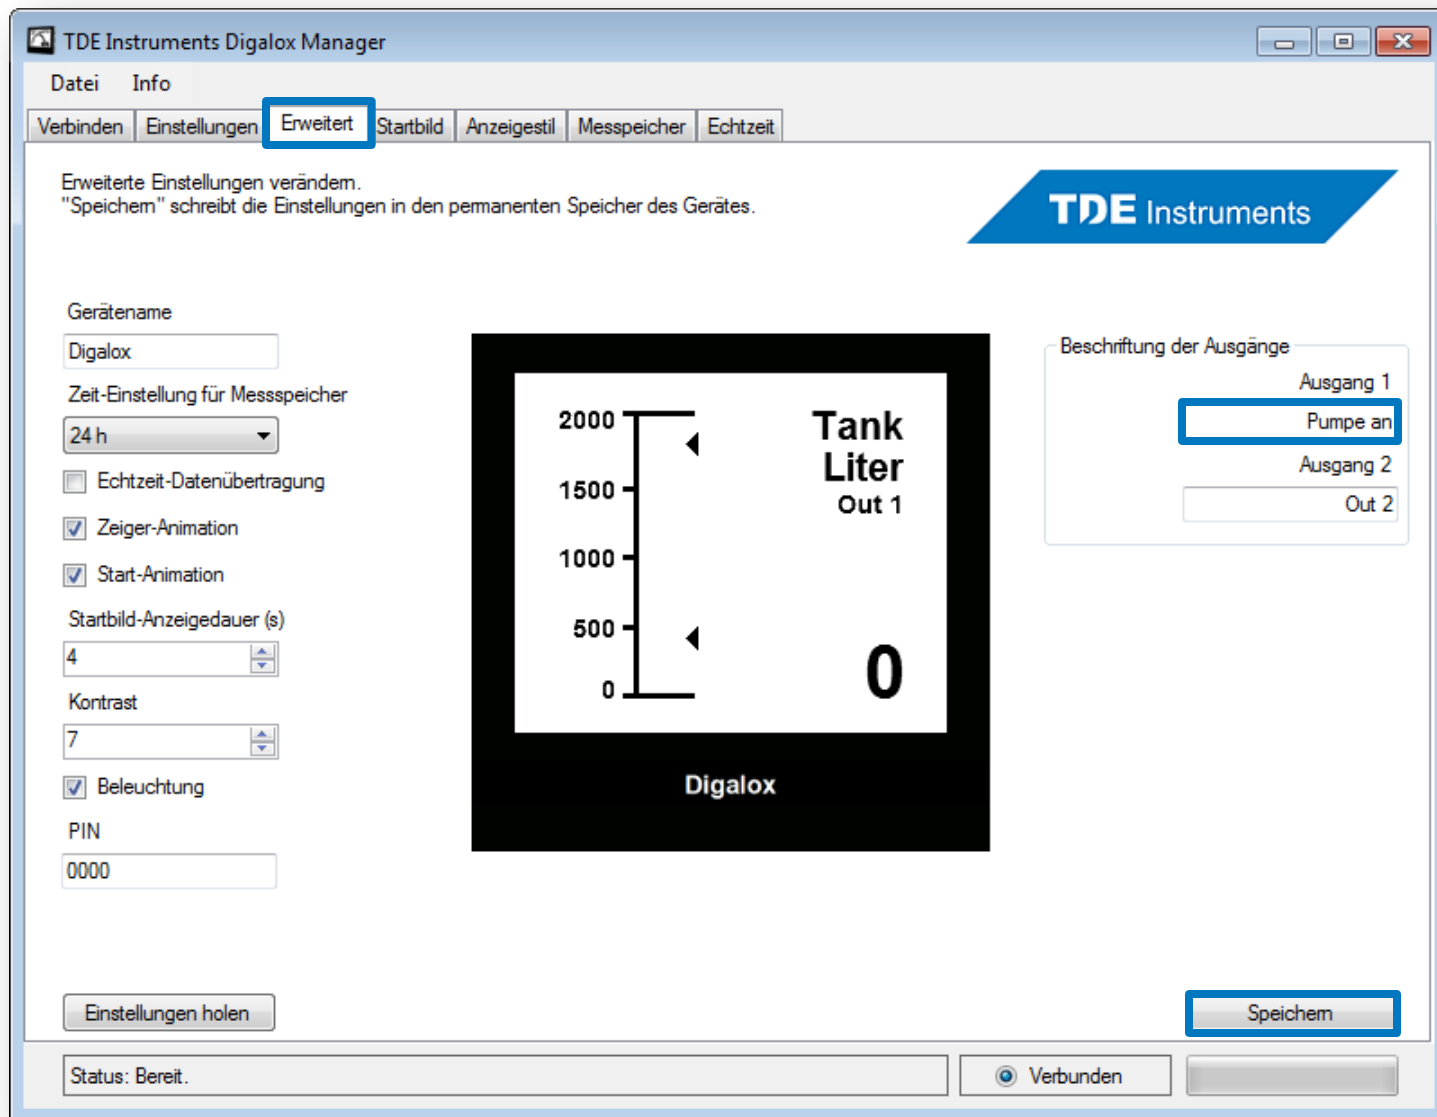 TDE Instruments Digalox Manager
Datei Info
Verbinden Einstellungen Erweitert Startbild Anzeigestil Messpeicher Echtzeit
Erweiterte Einstellungen verändern.
"Speichern" schreibt die Einstellungen in den permanenten Speicher des Gerätes.
TDE Instruments
Gerätename
Digalox
Zeit-Einstellung für Messspeicher
24 h
Echtzeit-Datenübertragung
Zeiger-Animation
Start-Animation
Startbild-Anzeigedauer (s)
4
Kontrast
7
Beleuchtung
PIN
0000
2000
1500
1000
500
0
Tank
Liter
Out 1
0
Digalox
Beschriftung der Ausgänge
Ausgang 1
Pumpe an
Ausgang 2
Out 2
Einstellungen holen
Speichern
Status: Bereit.
Verbunden